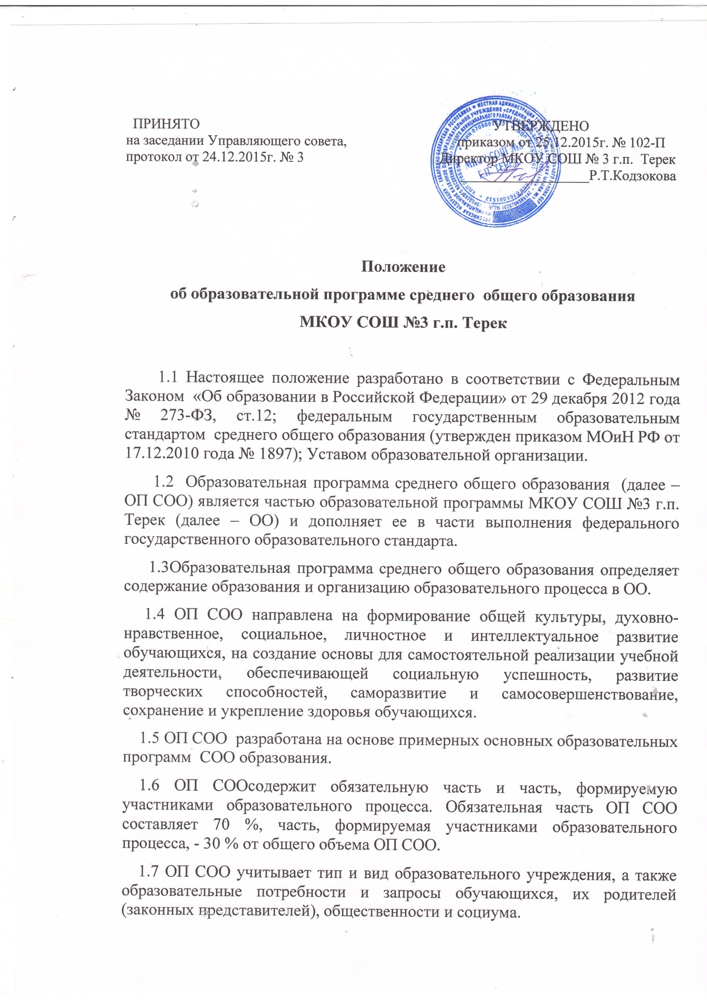 ПРИНЯТО
на заседании Управляющего совета,
протокол от 24.12.2015г. № 3
УТВЕРЖДЕНО
приказом от 25.12.2015г. № 102-П
Директор МКОУ СОШ № 3 г.п. Терек
____________________Р.Т.Кодзокова
МКОУ СОШ №3
Г.П. ТЕРЕК
Положение
об образовательной программе среднего общего образования
МКОУ СОШ №3 г.п. Терек
1.1 Настоящее положение разработано в соответствии с Федеральным
Законом «Об образовании в Российской Федерации» от 29 декабря 2012 года
№ 273-ФЗ, ст.12; федеральным государственным образовательным
стандартом среднего общего образования (утвержден приказом МОиН РФ от
17.12.2010 года № 1897); Уставом образовательной организации.
1.2 Образовательная программа среднего общего образования (далее –
ОП СОО) является частью образовательной программы МКОУ СОШ №3 г.п.
Терек (далее – ОО) и дополняет ее в части выполнения федерального
государственного образовательного стандарта.
1.3Образовательная программа среднего общего образования определяет
содержание образования и организацию образовательного процесса в ОО.
1.4 ОП СОО направлена на формирование общей культуры, духовно-
нравственное, социальное, личностное и интеллектуальное развитие
обучающихся, на создание основы для самостоятельной реализации учебной
деятельности, обеспечивающей социальную успешность, развитие
творческих способностей, саморазвитие и самосовершенствование,
сохранение и укрепление здоровья обучающихся.
1.5 ОП СОО разработана на основе примерных основных образовательных
программ СОО образования.
1.6 ОП СООсодержит обязательную часть и часть, формируемую
участниками образовательного процесса. Обязательная часть ОП СОО
составляет 70 %, часть, формируемая участниками образовательного
процесса, - 30 % от общего объема ОП СОО.
1.7 ОП СОО учитывает тип и вид образовательного учреждения, а также
образовательные потребности и запросы обучающихся, их родителей
(законных представителей), общественности и социума.